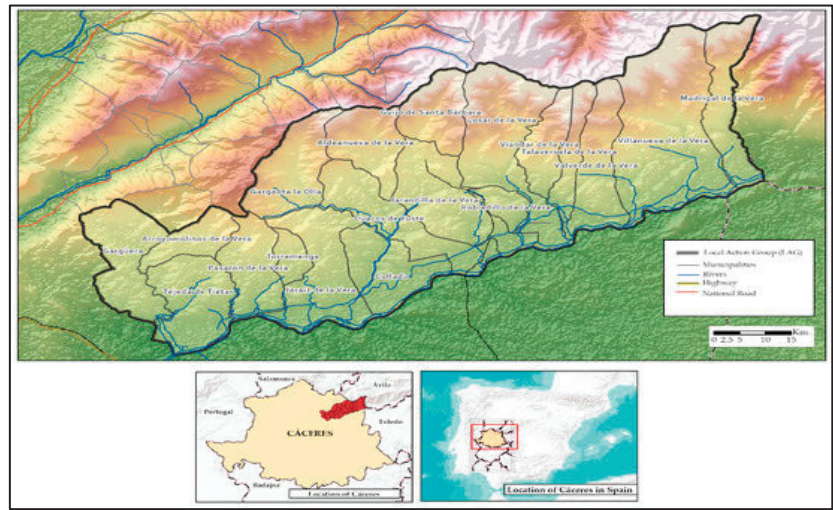 Madrigal de la Vera
Guijo de Santa Bárbara
Losar de la Vera
Aldeanueva de la Vera
Viandar de la Vera
Villanueva de la Vera
Talaveruela de la Vera
Valverde de la Vera
Garganta la Olla
Jarandilla de la Vera
Robledillo de la Vera
Cuacos de Yuste
Arroyomolinos de la Vera
Gargüera
Torremenga
Pasarón de la Vera
Collado
Tejeda de Tiétar
Jaraíz de la Vera
Local Action Group (LAG)
Municipalities
Rivers
Highway
National Road
Km
0 2,5 5 10 15
Salamanca
Ávila
Portugal
Toledo
CÁCERES
Badajoz
Location of Cáceres
Location of Cáceres in Spain